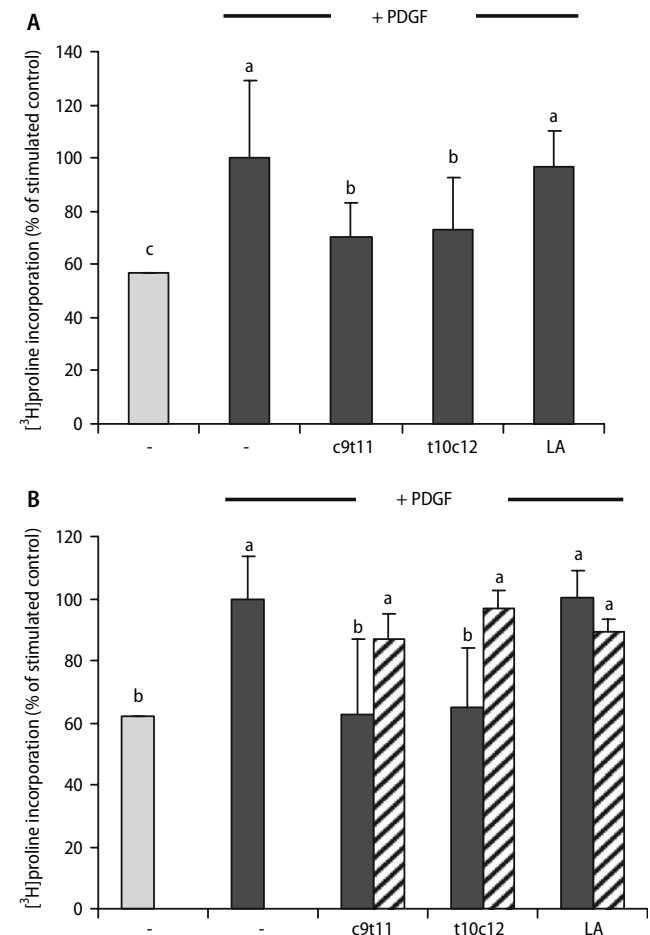 A
+ PDGF
[³H]proline incorporation (% of stimulated control)
140
120
100
80
60
40
20
0
c
a
b
b
a
-
-
c9t11
t10c12
LA
B
+ PDGF
[³H]proline incorporation (% of stimulated control)
120
100
80
60
40
20
0
b
a
b
a
b
a
a
a
-
-
c9t11
t10c12
LA